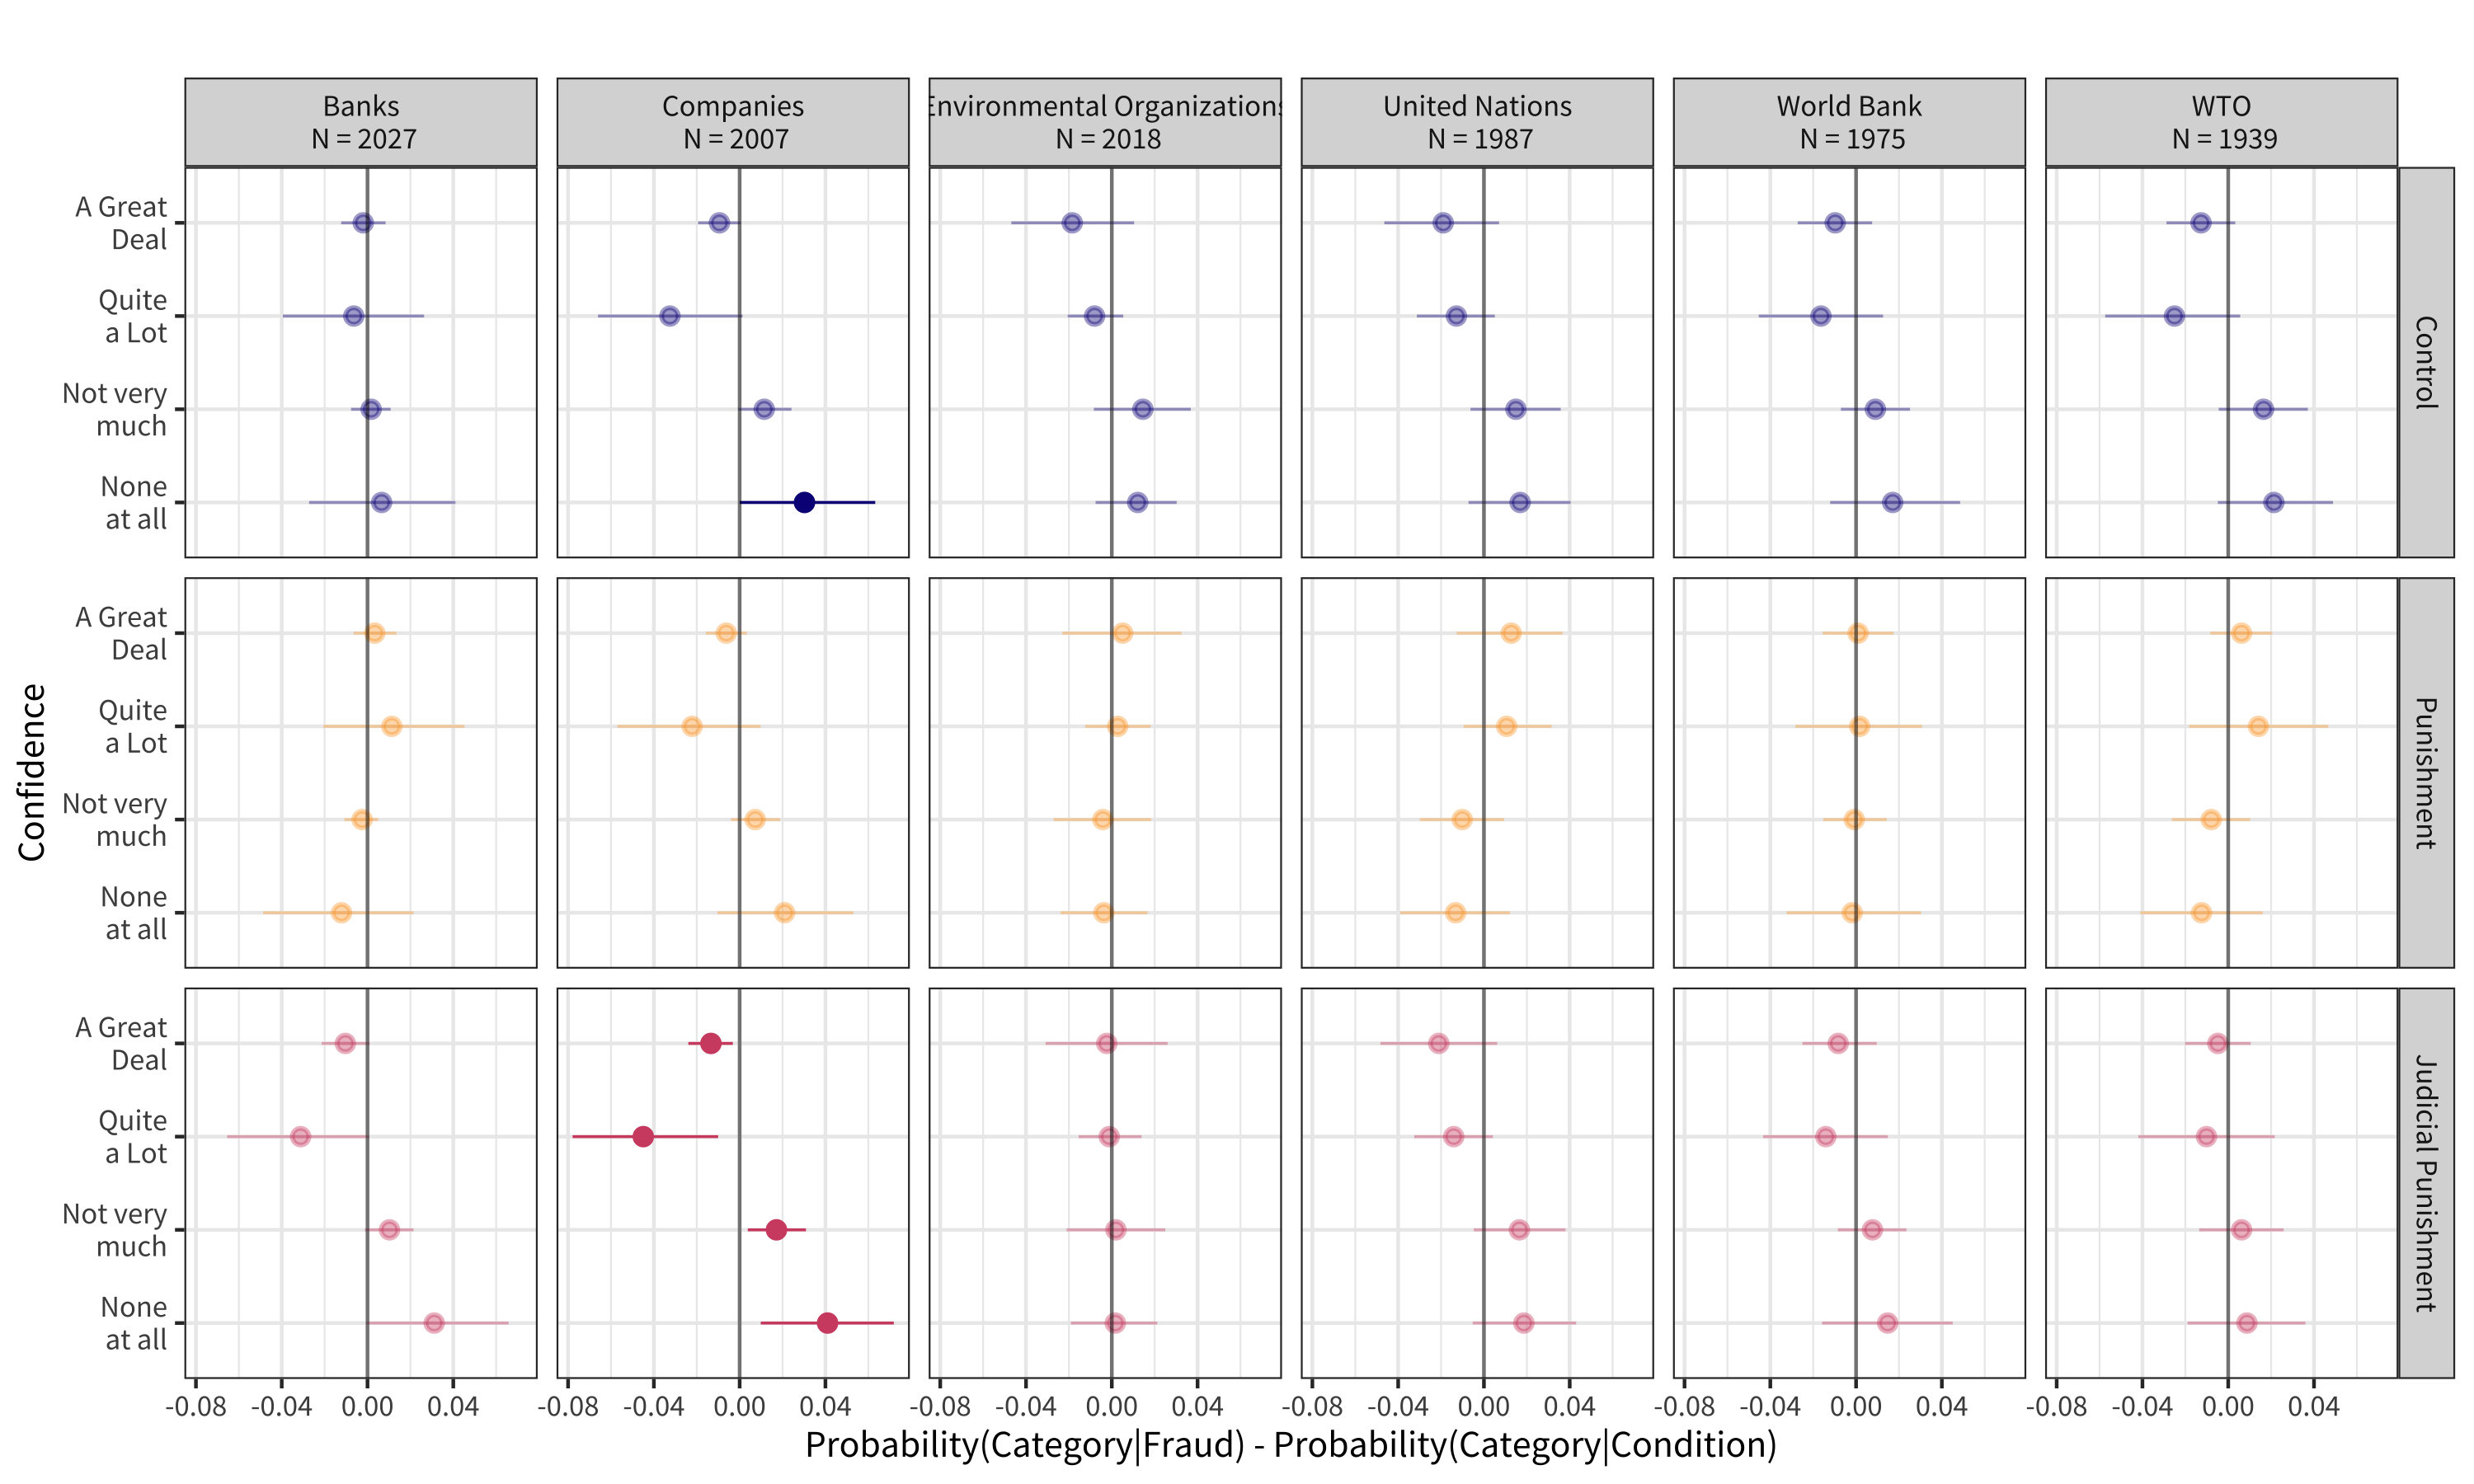 Banks
N = 2027
Companies
N = 2007
Environmental Organizations
N = 2018
United Nations
N = 1987
World Bank
N = 1975
WTO
N = 1939
A Great
Deal
Quite
a Lot
Not very
much
None
at all
Control
A Great
Deal
Quite
a Lot
Not very
much
None
at all
Punishment
A Great
Deal
Quite
a Lot
Not very
much
None
at all
Judicial Punishment
Confidence
-0.08 -0.04 0.00 0.04 -0.08 -0.04 0.00 0.04 -0.08 -0.04 0.00 0.04 -0.08 -0.04 0.00 0.04 -0.08 -0.04 0.00 0.04 -0.08 -0.04 0.00 0.04
Probability(Category|Fraud) - Probability(Category|Condition)